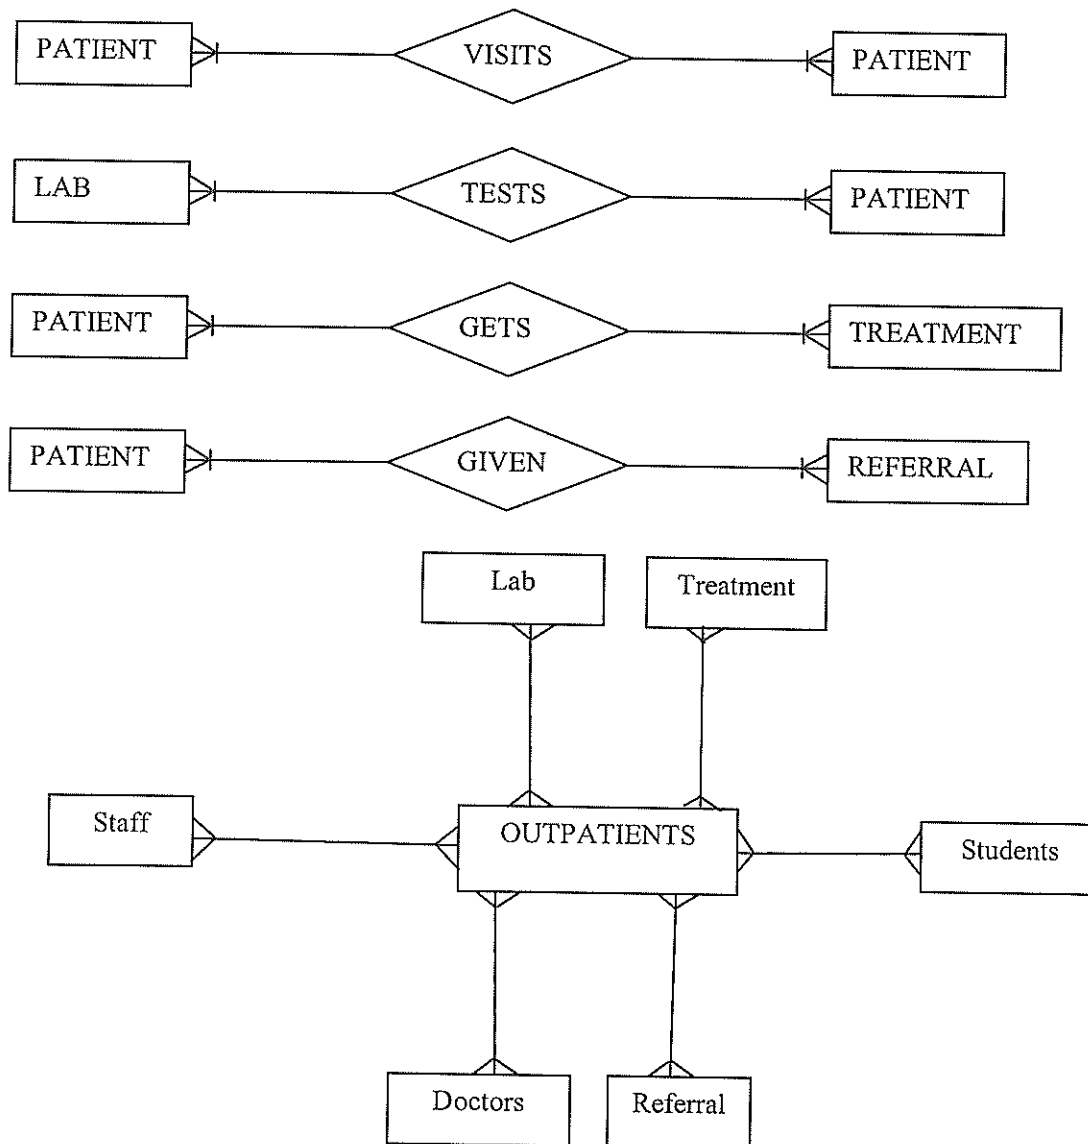 PATIENT VISITS PATIENT
LAB TESTS PATIENT
PATIENT GETS TREATMENT
PATIENT GIVEN REFERRAL
Lab Treatment
Staff OUTPATIENTS Students
Doctors Referral